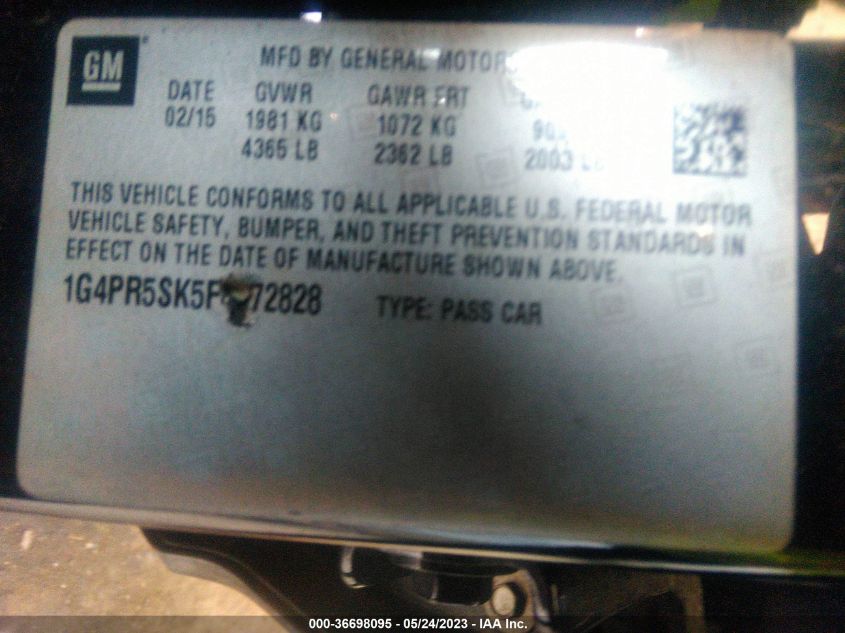 GM
MFD BY GENERAL MOTORS
DATE GVWR GAWR FRT
02/15 1981 KG 1072 KG
4365 LB 2362 LB 2003
THIS VEHICLE CONFORMS TO ALL APPLICABLE U.S. FEDERAL MOTOR
VEHICLE SAFETY, BUMPER, AND THEFT PREVENTION STANDARDS IN
EFFECT ON THE DATE OF MANUFACTURE SHOWN ABOVE.
TYPE: PASS CAR
000-36698095 / 05/24/2023 - IAA Inc.